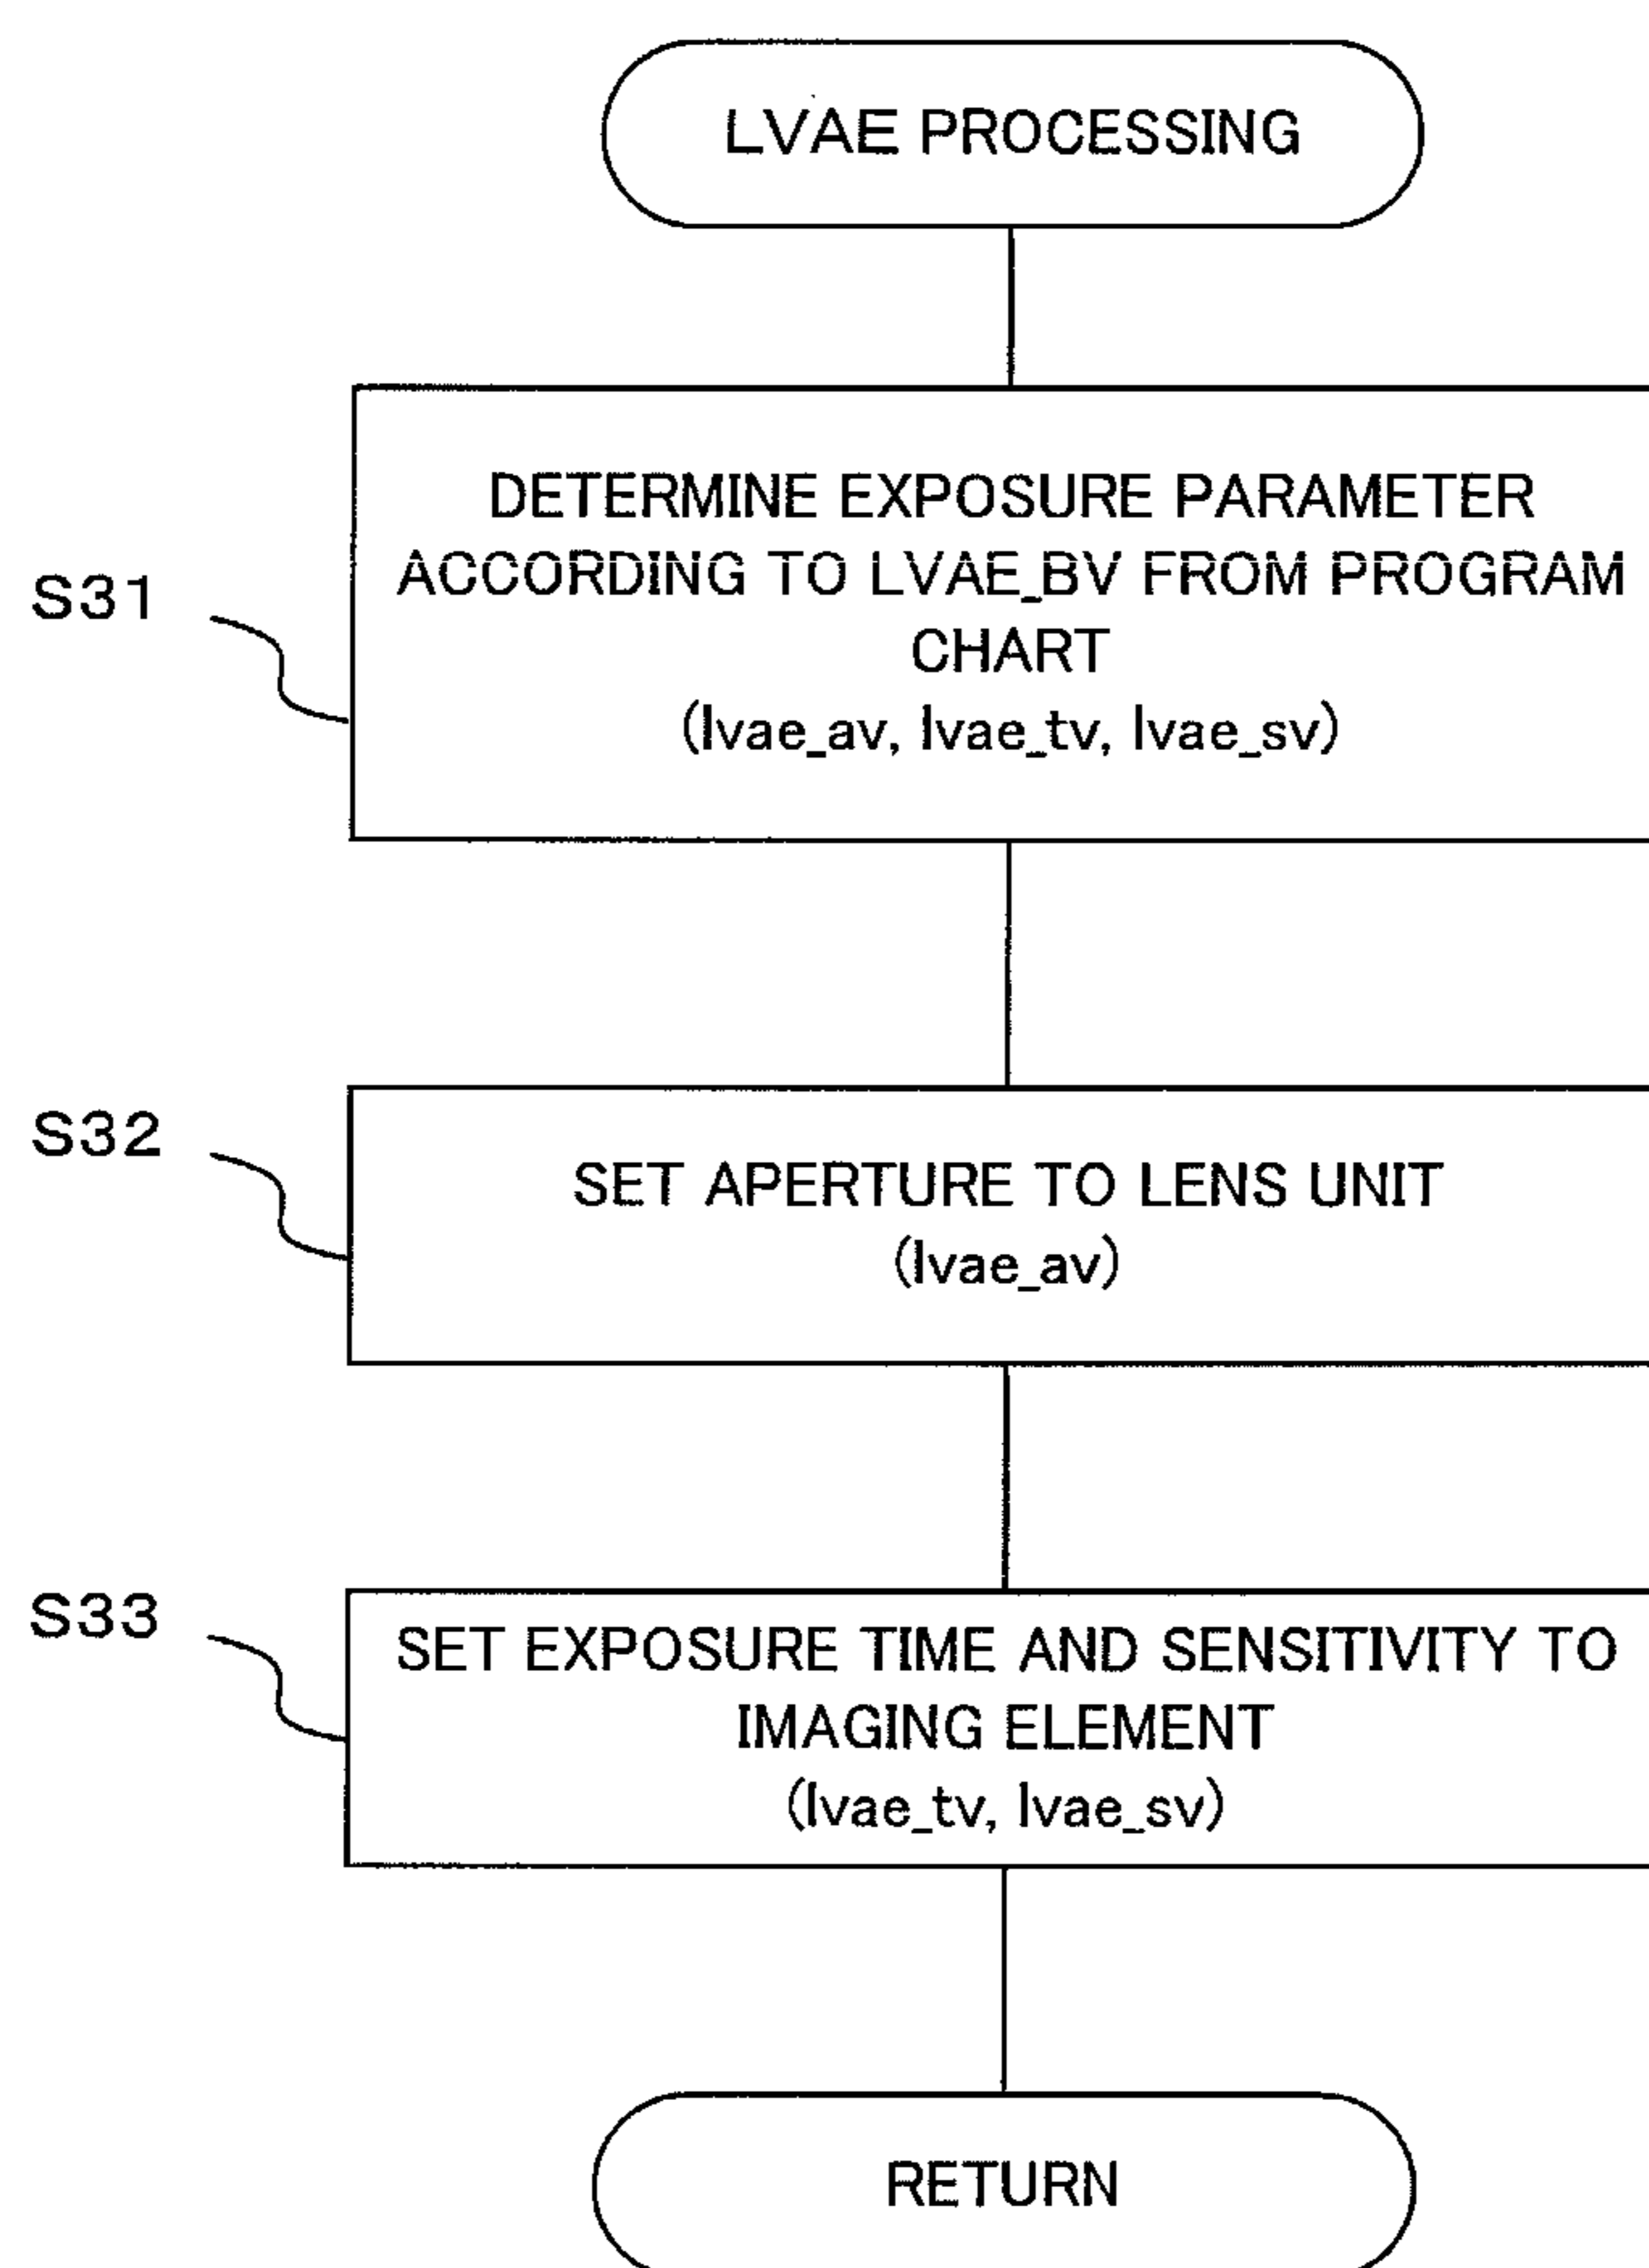 LVAE PROCESSING
DETERMINE EXPOSURE PARAMETER
ACCORDING TO LVAE_BV FROM PROGRAM
CHART
(lvae_av, lvae_tv, lvae_sv)
S31
S32
SET APERTURE TO LENS UNIT
(lvae_av)
S33
SET EXPOSURE TIME AND SENSITIVITY TO
IMAGING ELEMENT
(lvae_tv, lvae_sv)
RETURN